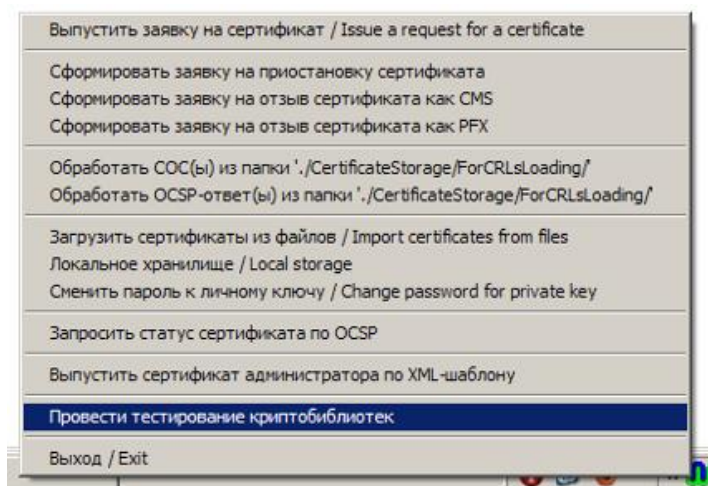 Выпустить заявку на сертификат / Issue a request for a certificate
Сформировать заявку на приостановку сертификата
Сформировать заявку на отзыв сертификата как CMS
Сформировать заявку на отзыв сертификата как PFX
Обработать СОС(ы) из папки './CertificateStorage/ForCRLsLoading/'
Обработать OCSP-ответ(ы) из папки './CertificateStorage/ForCRLsLoading/'
Загрузить сертификаты из файлов / Import certificates from files
Локальное хранилище / Local storage
Сменить пароль к личному ключу / Change password for private key
Запросить статус сертификата по OCSP
Выпустить сертификат администратора по XML-шаблону
Провести тестирование криптобиблиотек
Выход / Exit